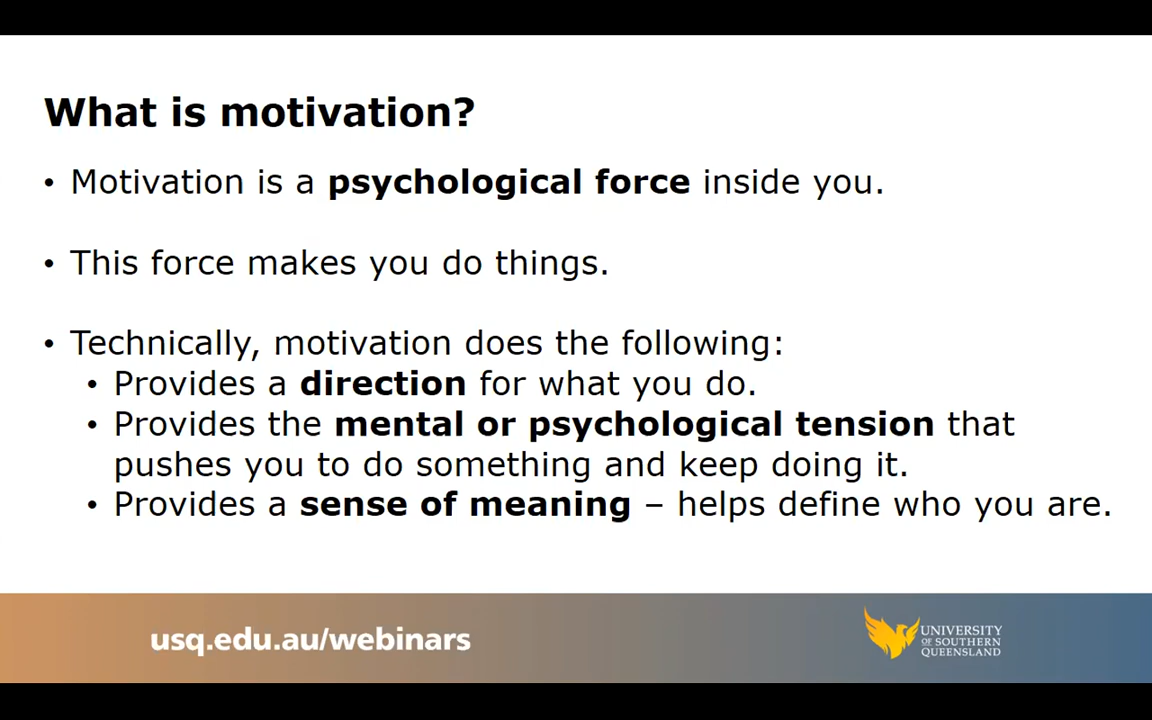 What is motivation?
• Motivation is a psychological force inside you.
• This force makes you do things.
• Technically, motivation does the following:
• Provides a direction for what you do.
• Provides the mental or psychological tension that
pushes you to do something and keep doing it.
• Provides a sense of meaning – helps define who you are.
usq.edu.au/webinars
UNIVERSITY
OF SOUTHERN
QUEENSLAND